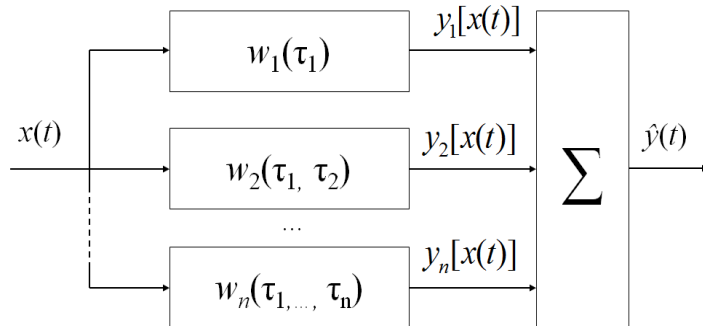 y₁[x(t)]
w₁(τ₁)
x(t)
y₂[x(t)]
ŷ(t)
w₂(τ₁, τ₂)
∑
...
yₙ[x(t)]
wₙ(τ₁,..., τₙ)